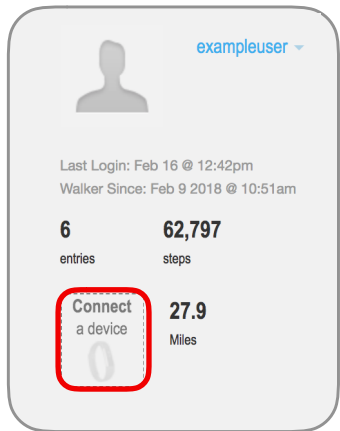 exampleuser
Last Login: Feb 16 @ 12:42pm
Walker Since: Feb 9 2018 @ 10:51am
6
entries
62,797
steps
Connect
a device
27.9
Miles